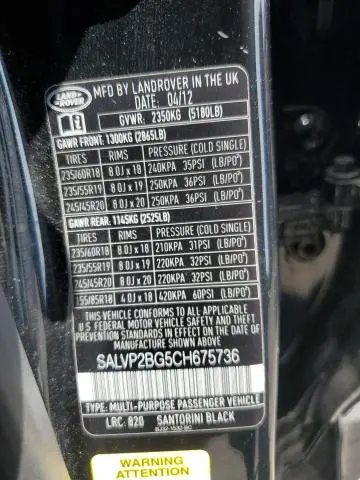 LAND ROVER
MFD BY LANDROVER IN THE UK
DATE: 04/12
GVWR: 2350KG (5180LB)
GAWR FRONT: 1300KG (2865LB)
TIRES RIMS PRESSURE (COLD SINGLE)
235/60R18 8.0J x 18 240KPA 35PSI (LB/PO²)
235/55R19 8.0J x 19 250KPA 36PSI (LB/PO²)
245/45R20 8.0J x 20 250KPA 36PSI (LB/PO²)
GAWR REAR: 1145KG (2525LB)
TIRES RIMS PRESSURE (COLD SINGLE)
235/60R18 8.0J x 18 210KPA 31PSI (LB/PO²)
235/55R19 8.0J x 19 220KPA 32PSI (LB/PO²)
245/45R20 8.0J x 20 220KPA 32PSI (LB/PO²)
155/85R18 4.0J x 18 420KPA 60PSI (LB/PO²)
THIS VEHICLE CONFORMS TO ALL APPLICABLE
U.S FEDERAL MOTOR VEHICLE SAFETY AND THEFT
PREVENTION STANDARDS IN EFFECT ON THE DATE
OF MANUFACTURE SHOWN ABOVE.
SALVP2BG5CH675736
TYPE: MULTI-PURPOSE PASSENGER VEHICLE
LRC: 820 SANTORINI BLACK
WARNING
ATTENTION